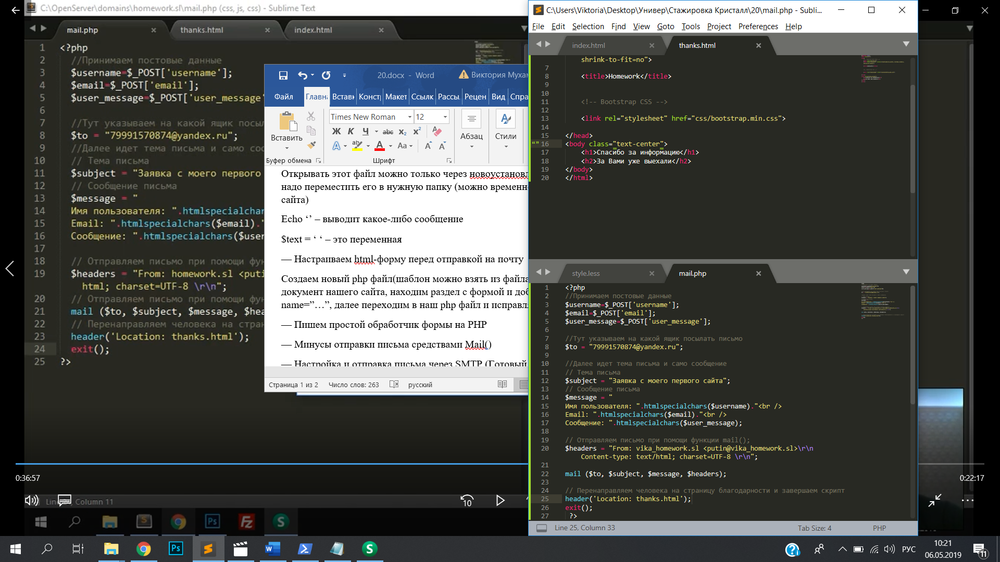 C:\OpenServer\domains\homework.sl\mail.php (css, js, css) - Sublime Text
mail.php
thanks.html
index.html
1 <?php
2 //Принимаем постовые данные
3 $username=$_POST['username'];
4 $email=$_POST['email'];
5 $user_message=$_POST['user_message'
6
7 //Тут указываем на какой ящик посыл
8 $to = "79991570874@yandex.ru";
9 //Далее идет тема письма и само соо
10 // Тема письма
11 $subject = "Заявка с моего первого
12 // Сообщение письма
13 $message = "
14 Имя пользователя: ".htmlspecialchar
15 Email: ".htmlspecialchars($email)."
16 Сообщение: ".htmlspecialchars($user
17
18 // Отправляем письмо при помощи фун
19 $headers = "From: homework.sl <puti
html; charset=UTF-8 \r\n";
20 // Отправляем письмо при помощи фун
21 mail ($to, $subject, $message, $hea
22 // Перенаправляем человека на стран
23 header('Location: thanks.html');
24 exit();
25 ?>
0:36:57
Column 11
10
20.docx - Word
Виктория Мухам
Файл
Главн
Встав
Конст
Макет
Ссылк
Рассы
Рецен
Вид
Спра
Вставить
Times New Roman
12
Ж К Ч abc x₂ x²
A ab A Aa A A
Абзац
Стили
Буфер обмена
Шрифт
Открывать этот файл можно только через новоустановл
надо переместить его в нужную папку (можно временн
сайта)
Echo ‘’ – выводит какое-либо сообщение
$text = ‘ ‘ – это переменная
— Настраиваем html-форму перед отправкой на почту
Создаем новый php файл(шаблон можно взять из файла
документ нашего сайта, находим раздел с формой и доб
name=”…”, далее переходим в наш php файл и исправл
— Пишем простой обработчик формы на PHP
— Минусы отправки письма средствами Mail()
— Настройка и отправка письма через SMTP (Готовый
Страница 1 из 2
Число слов: 263
русский
C:\Users\Viktoria\Desktop\Универ\Стажировка Кристалл\20\mail.php - Subli...
File Edit Selection Find View Goto Tools Project Preferences Help
index.html
thanks.html
shrink-to-fit=no">
7
8 <title>Homework</title>
9
10
11 <!-- Bootstrap CSS -->
12
13 <link rel="stylesheet" href="css/bootstrap.min.css">
14
15 </head>
16 <body class="text-center">
17 <h1>Спасибо за информацию</h1>
18 <h2>За Вами уже выехали</h2>
19 </body>
20 </html>
style.less
mail.php
1 <?php
2 //Принимаем постовые данные
3 $username=$_POST['username'];
4 $email=$_POST['email'];
5 $user_message=$_POST['user_message'];
6
7 //Тут указываем на какой ящик посылать письмо
8 $to = "79991570874@yandex.ru";
9
10 //Далее идет тема письма и само сообщение
11 // Тема письма
12 $subject = "Заявка с моего первого сайта";
13 // Сообщение письма
14 $message = "
15 Имя пользователя: ".htmlspecialchars($username)."<br />
16 Email: ".htmlspecialchars($email)."<br />
17 Сообщение: ".htmlspecialchars($user_message);
18
19 // Отправляем письмо при помощи функции mail();
20 $headers = "From: vika_homework.sl <putin@vika_homework.sl>\r\n
Content-type: text/html; charset=UTF-8 \r\n";
21
22 mail ($to, $subject, $message, $headers);
23
24 // Перенаправляем человека на страницу благодарности и завершаем скрипт
25 header('Location: thanks.html');
26 exit();
27 ?>
Line 25, Column 33
Tab Size: 4
PHP
0:22:17
РУС
10:21
06.05.2019
11